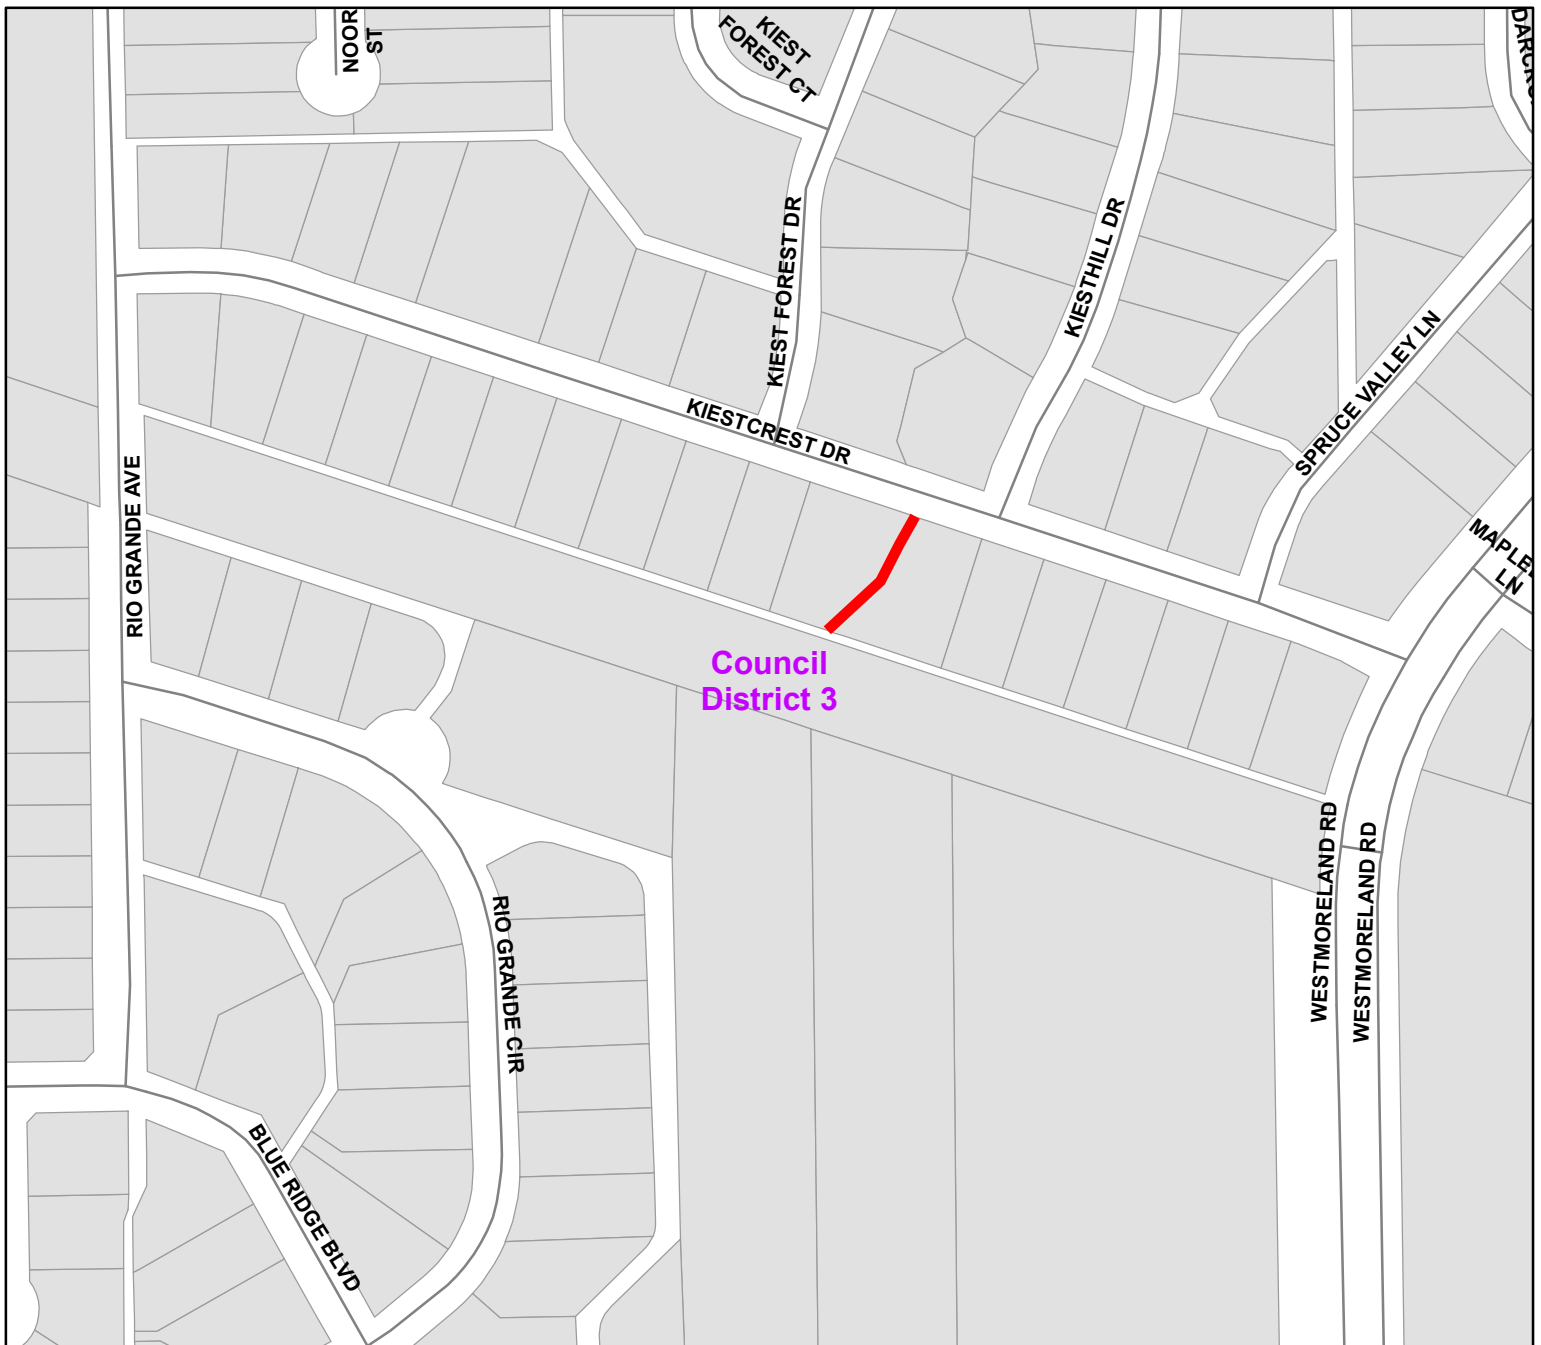 NOOR
ST
KIEST
FOREST CT
KIEST FOREST DR
KIESTHILL DR
SPRUCE VALLEY LN
KIESTCREST DR
RIO GRANDE AVE
LN
Council
District 3
WESTMORELAND RD
WESTMORELAND RD
RIO GRANDE CIR
BLUE RIDGE BLVD